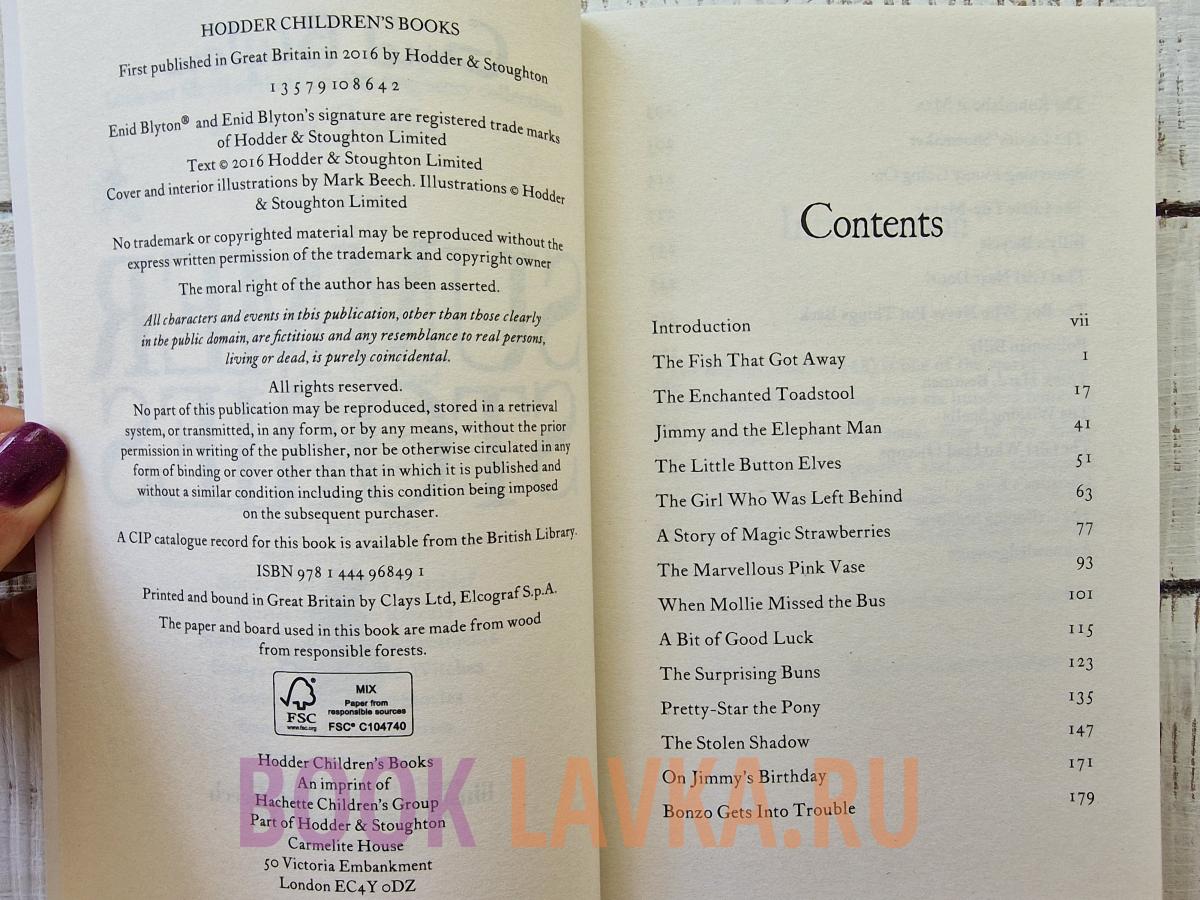 HODDER CHILDREN'S BOOKS
First published in Great Britain in 2016 by Hodder & Stoughton
1 3 5 7 9 10 8 6 4 2
Enid Blyton® and Enid Blyton's signature are registered trade marks
of Hodder & Stoughton Limited
Text © 2016 Hodder & Stoughton Limited
Cover and interior illustrations by Mark Beech. Illustrations © Hodder
& Stoughton Limited
No trademark or copyrighted material may be reproduced without the
express written permission of the trademark and copyright owner
The moral right of the author has been asserted.
All characters and events in this publication, other than those clearly
in the public domain, are fictitious and any resemblance to real persons,
living or dead, is purely coincidental.
All rights reserved.
No part of this publication may be reproduced, stored in a retrieval
system, or transmitted, in any form, or by any means, without the prior
permission in writing of the publisher, nor be otherwise circulated in any
form of binding or cover other than that in which it is published and
without a similar condition including this condition being imposed
on the subsequent purchaser.
A CIP catalogue record for this book is available from the British Library.
ISBN 978 1 444 96849 1
Printed and bound in Great Britain by Clays Ltd, Elcograf S.p.A.
The paper and board used in this book are made from wood
from responsible forests.
FSC
www.fsc.org
MIX
Paper from
responsible sources
FSC® C104740
Hodder Children's Books
An imprint of
Hachette Children's Group
Part of Hodder & Stoughton
Carmelite House
50 Victoria Embankment
London EC4Y 0DZ
Contents
Introduction vii
The Fish That Got Away 1
The Enchanted Toadstool 17
Jimmy and the Elephant Man 41
The Little Button Elves 51
The Girl Who Was Left Behind 63
A Story of Magic Strawberries 77
The Marvellous Pink Vase 93
When Mollie Missed the Bus 101
A Bit of Good Luck 115
The Surprising Buns 123
Pretty-Star the Pony 135
The Stolen Shadow 147
On Jimmy's Birthday 171
Bonzo Gets Into Trouble 179
BOOK LAVKA.RU